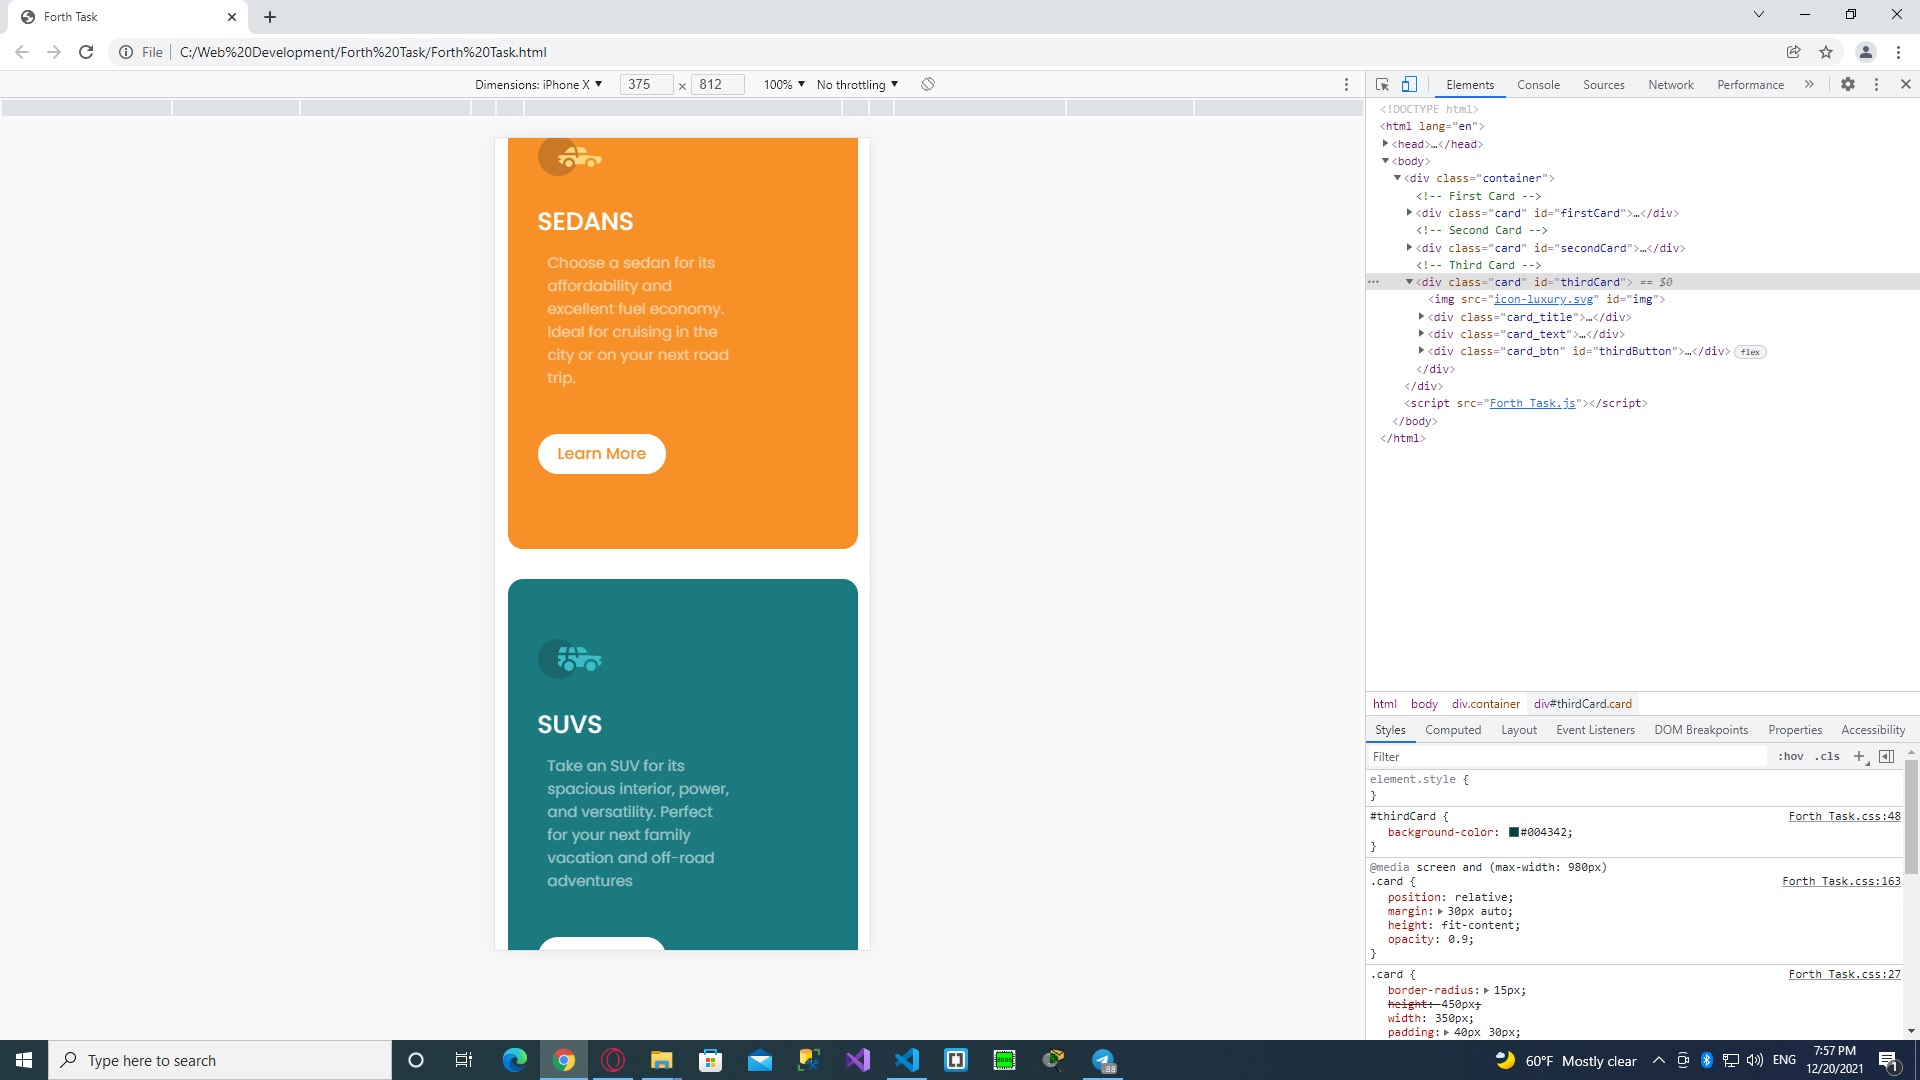 Forth Task
File
C:/Web%20Development/Forth%20Task/Forth%20Task.html
Dimensions: iPhone X ▼ 375 × 812 100% ▼ No throttling ▼
SEDANS
Choose a sedan for its
affordability and
excellent fuel economy.
Ideal for cruising in the
city or on your next road
trip.
Learn More
SUVS
Take an SUV for its
spacious interior, power,
and versatility. Perfect
for your next family
vacation and off-road
adventures
Elements Console Sources Network Performance »
<!DOCTYPE html>
<html lang="en">
<head>…</head>
<body>
<div class="container">
<!-- First Card -->
<div class="card" id="firstCard">…</div>
<!-- Second Card -->
<div class="card" id="secondCard">…</div>
<!-- Third Card -->
<div class="card" id="thirdCard"> == $0
<img src="icon-luxury.svg" id="img">
<div class="card_title">…</div>
<div class="card_text">…</div>
<div class="card_btn" id="thirdButton">…</div> flex
</div>
</div>
<script src="Forth Task.js"></script>
</body>
</html>
html body div.container div#thirdCard.card
Styles Computed Layout Event Listeners DOM Breakpoints Properties Accessibility
Filter :hov .cls +
element.style {
}
#thirdCard { Forth Task.css:48
background-color: #004342;
}
@media screen and (max-width: 980px)
.card { Forth Task.css:163
position: relative;
margin: 30px auto;
height: fit-content;
opacity: 0.9;
}
.card { Forth Task.css:27
border-radius: 15px;
height: 450px;
width: 350px;
padding: 40px 30px;
Type here to search
.88
60°F Mostly clear
ENG
7:57 PM
12/20/2021
1